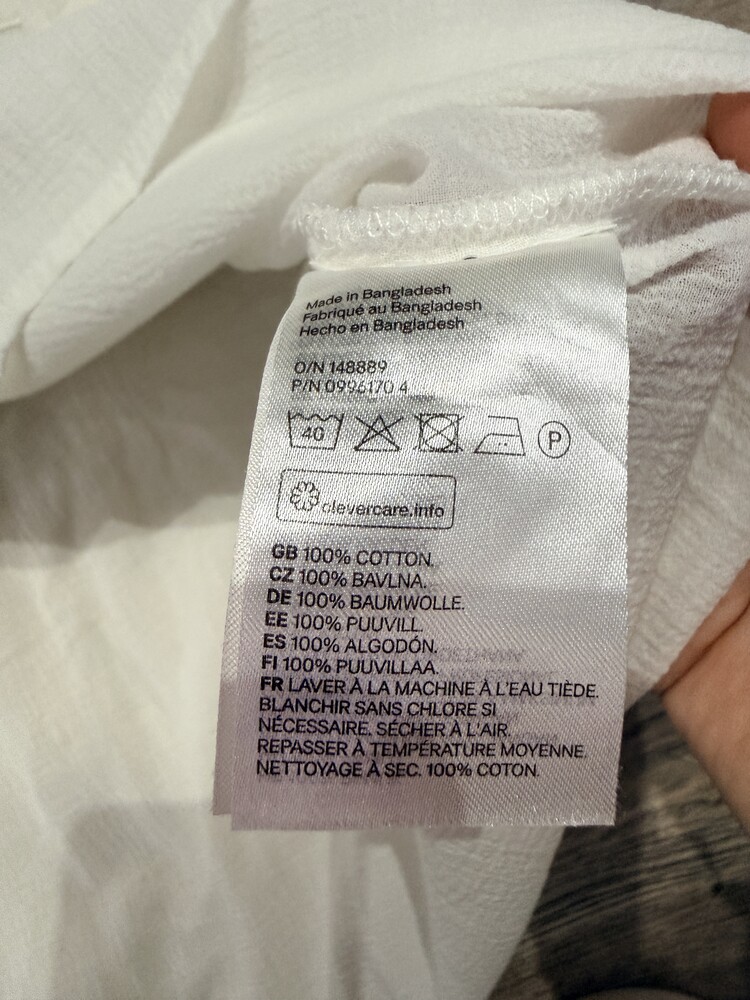 Made in Bangladesh
Fabriqué au Bangladesh
Hecho en Bangladesh
O/N 148889
P/N 0996170 4
40 P
clevercare.info
GB 100% COTTON.
CZ 100% BAVLNA.
DE 100% BAUMWOLLE.
EE 100% PUUVILL.
ES 100% ALGODÓN.
FI 100% PUUVILLAA.
FR LAVER À LA MACHINE À L'EAU TIÈDE.
BLANCHIR SANS CHLORE SI
NÉCESSAIRE. SÉCHER À L'AIR.
REPASSER À TEMPÉRATURE MOYENNE.
NETTOYAGE À SEC. 100% COTON.